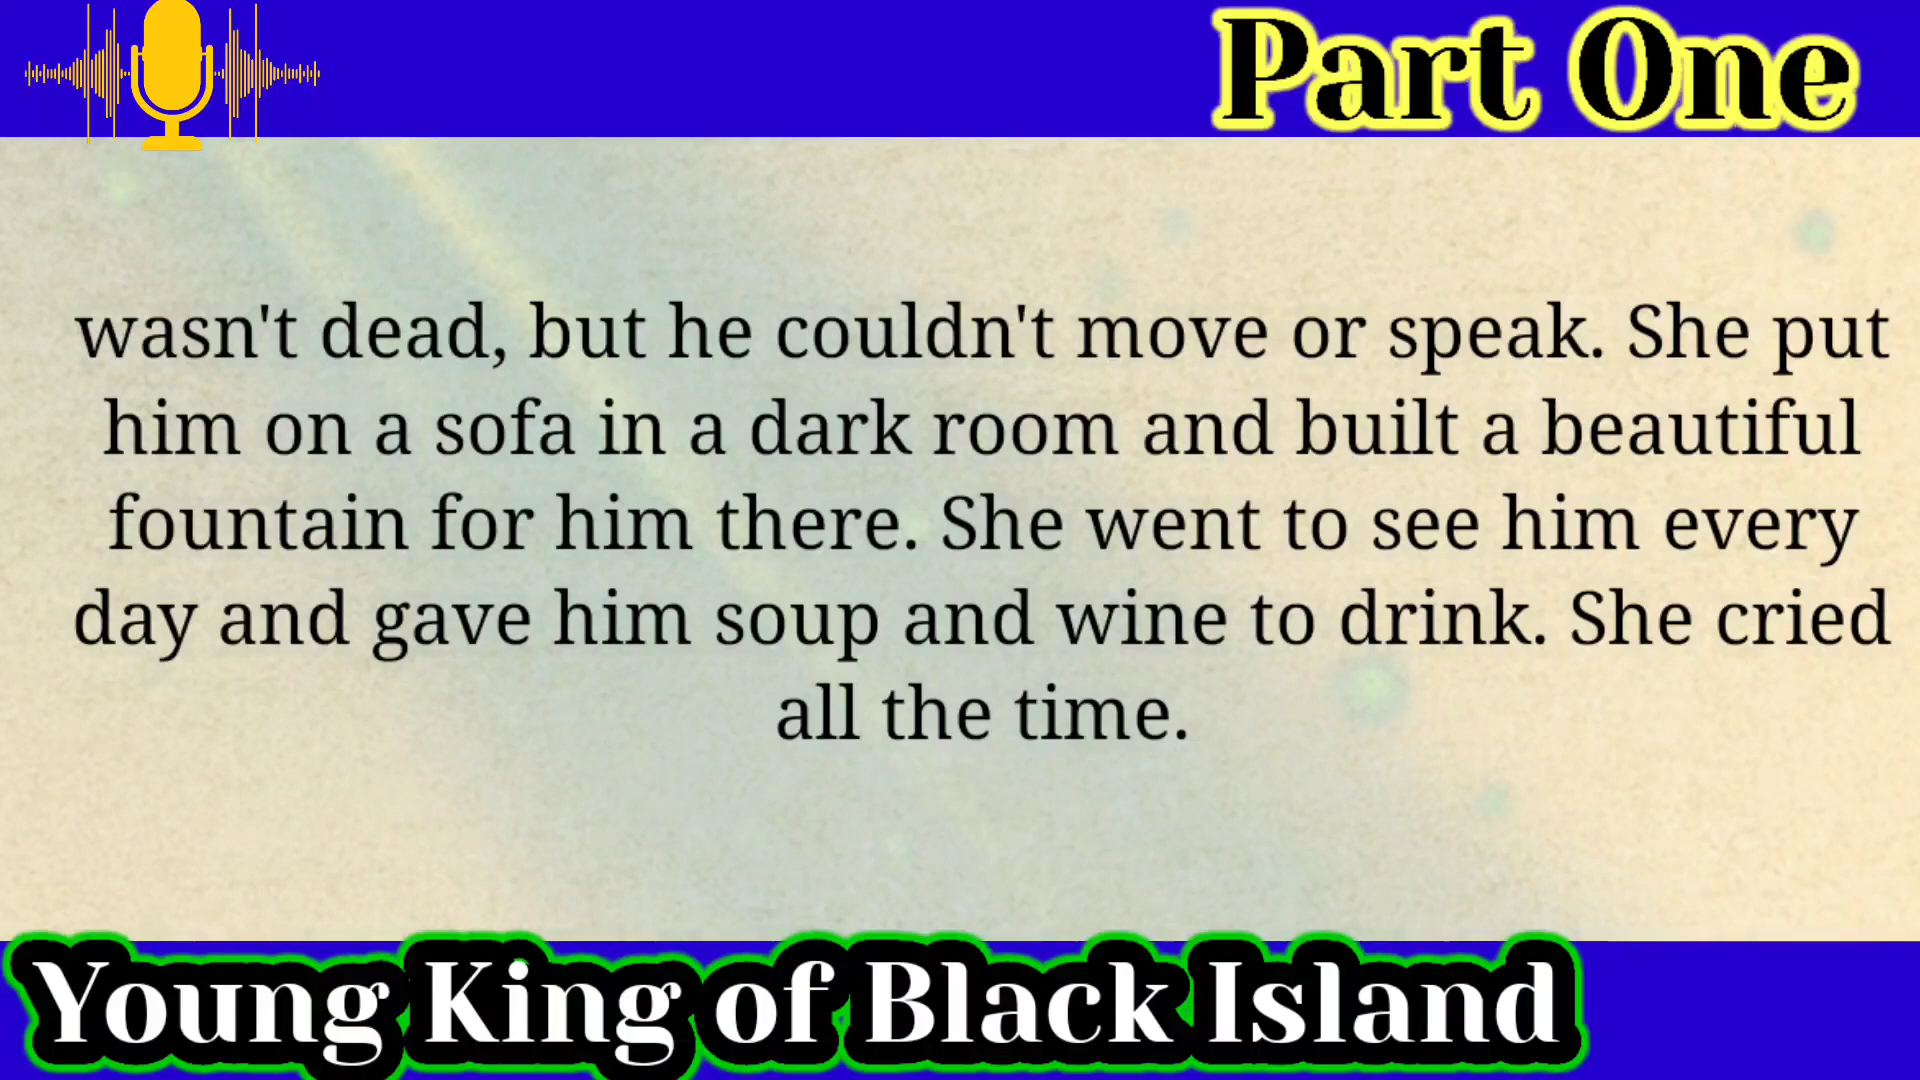 Part One
wasn't dead, but he couldn't move or speak. She put
him on a sofa in a dark room and built a beautiful
fountain for him there. She went to see him every
day and gave him soup and wine to drink. She cried
all the time.
Young King of Black Island